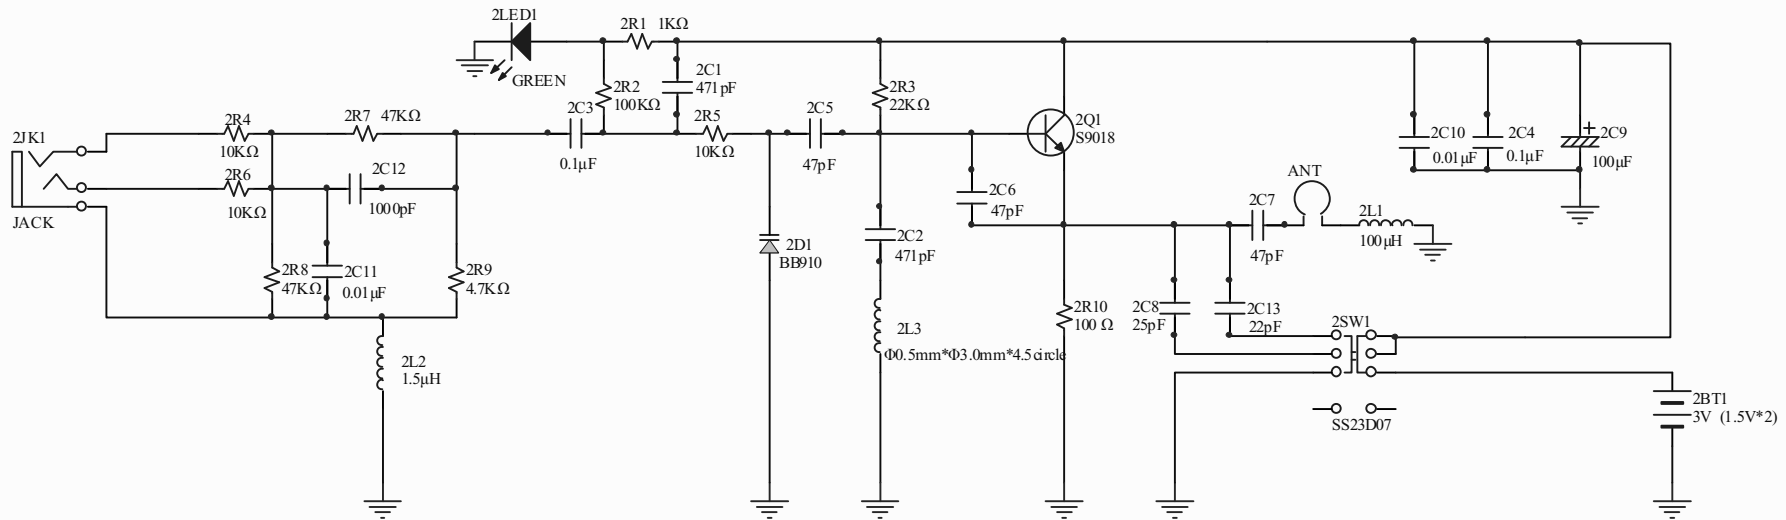 2LED1
GREEN
2R1 1KΩ
2R2
100KΩ
2C1
471pF
2R3
22KΩ
2JK1
JACK
2R4
10KΩ
2R7 47KΩ
2R6
10KΩ
2C12
1000pF
2C3
0.1μF
2R5
10KΩ
2C5
47pF
2Q1
S9018
2C10
0.01μF
2C4
0.1μF
+
2C9
100μF
2C6
47pF
ANT
2C7
47pF
2L1
100μH
2R8
47KΩ
2C11
0.01μF
2R9
4.7KΩ
2D1
BB910
2C2
471pF
2L3
Φ0.5mm*Φ3.0mm*4.5circle
2R10
100 Ω
2C8
25pF
2C13
22pF
2SW1
SS23D07
2L2
1.5μH
2BT1
3V (1.5V*2)